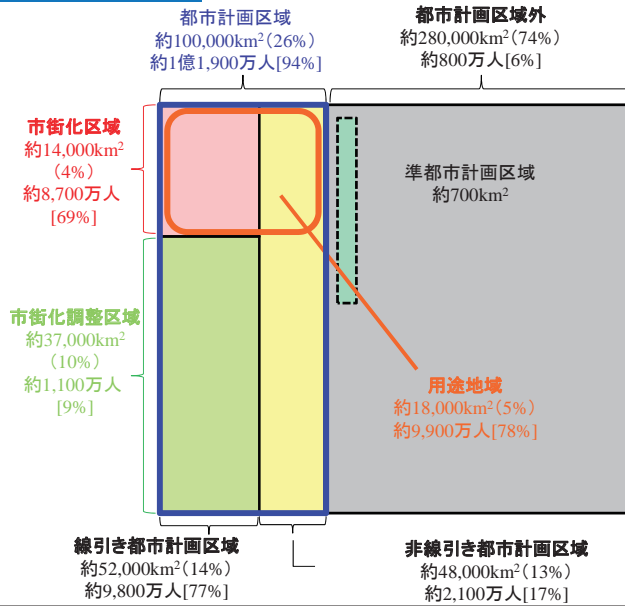 都市計画区域
約100,000km²(26%)
約1億1,900万人[94%]
都市計画区域外
約280,000km²(74%)
約800万人[6%]
市街化区域
約14,000km²
(4%)
約8,700万人
[69%]
準都市計画区域
約700km²
市街化調整区域
約37,000km²
(10%)
約1,100万人
[9%]
用途地域
約18,000km²(5%)
約9,900万人[78%]
線引き都市計画区域
約52,000km²(14%)
約9,800万人[77%]
非線引き都市計画区域
約48,000km²(13%)
約2,100万人[17%]